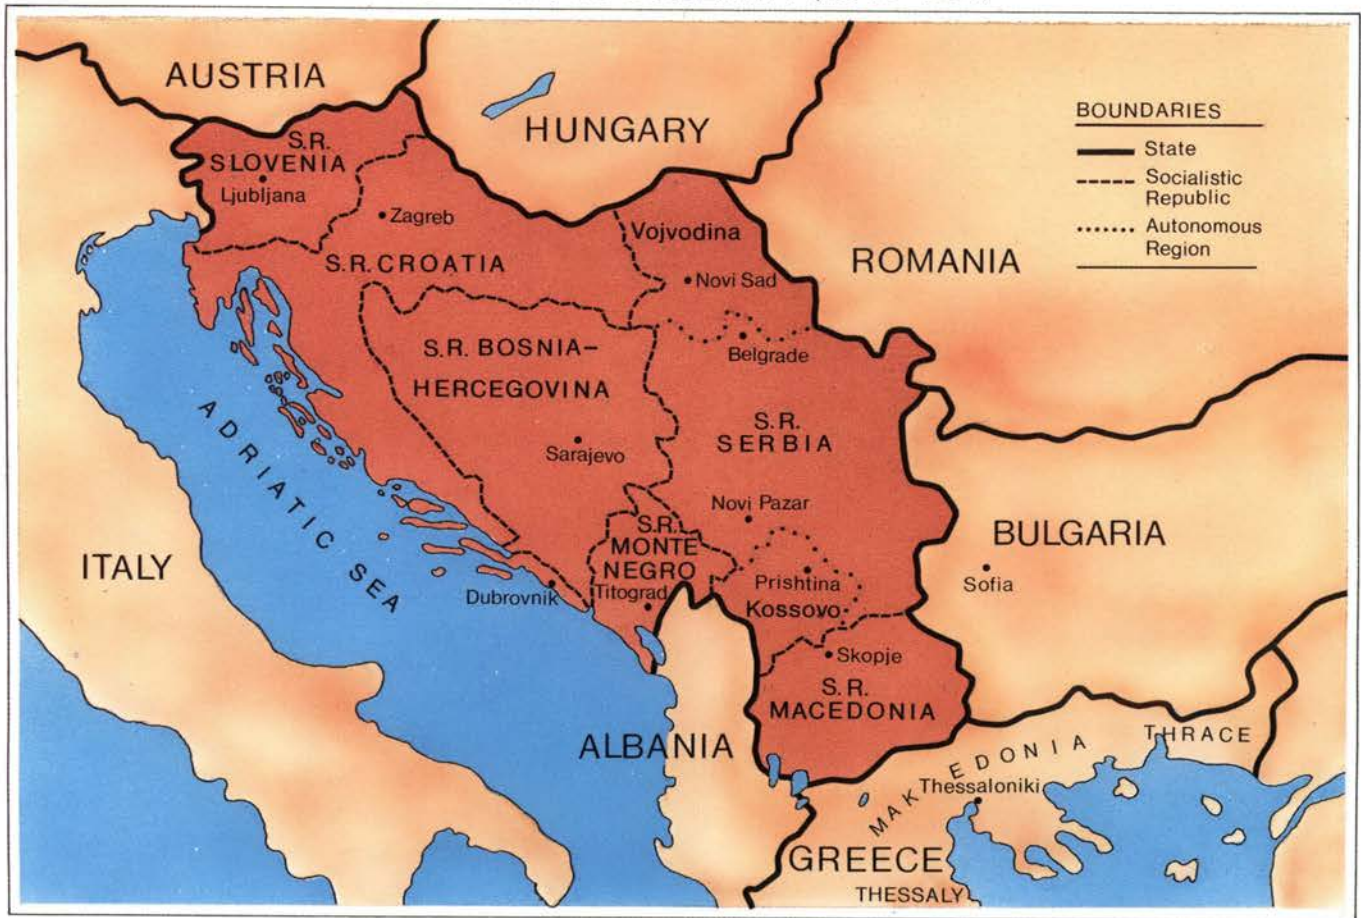 AUSTRIA
HUNGARY
BOUNDARIES
State
Socialistic
Republic
Autonomous
Region
S.R.
SLOVENIA
Ljubljana
Zagreb
Vojvodina
Novi Sad
ROMANIA
S.R. CROATIA
S.R. BOSNIA-
HERCEGOVINA
Belgrade
S.R.
SERBIA
Sarajevo
ADRIATIC SEA
Novi Pazar
S.R.
MONTE
NEGRO
Titograd
ITALY
BULGARIA
Sofia
Prishtina
Kossovo
Dubrovnik
Skopje
S.R.
MACEDONIA
ALBANIA
THRACE
MAKEDONIA
Thessaloniki
GREECE
THESSALY